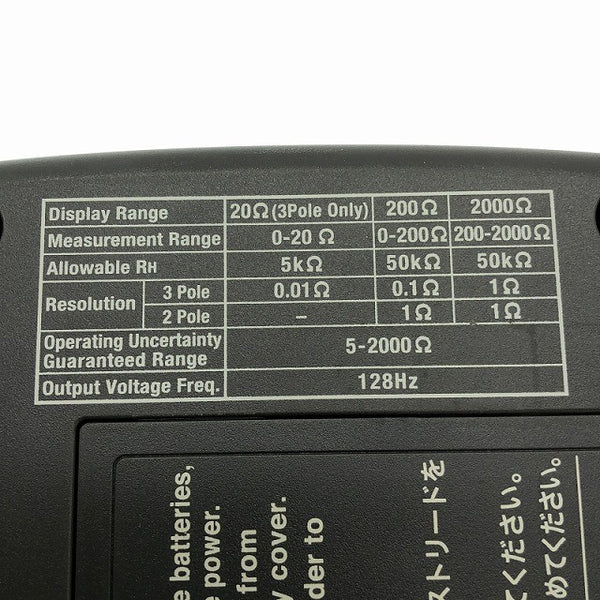 Display Range 20Ω (3Pole Only) 200Ω 2000Ω
Measurement Range 0-20 Ω 0-200Ω 200-2000Ω
Allowable RH 5kΩ 50kΩ 50kΩ
Resolution 3 Pole 0.01Ω 0.1Ω 1Ω
2 Pole – 1Ω 1Ω
Operating Uncertainty
Guaranteed Range 5-2000Ω
Output Voltage Freq. 128Hz
batteries,
power.
from
cover.
to
ストリードを
ください。
めてください。